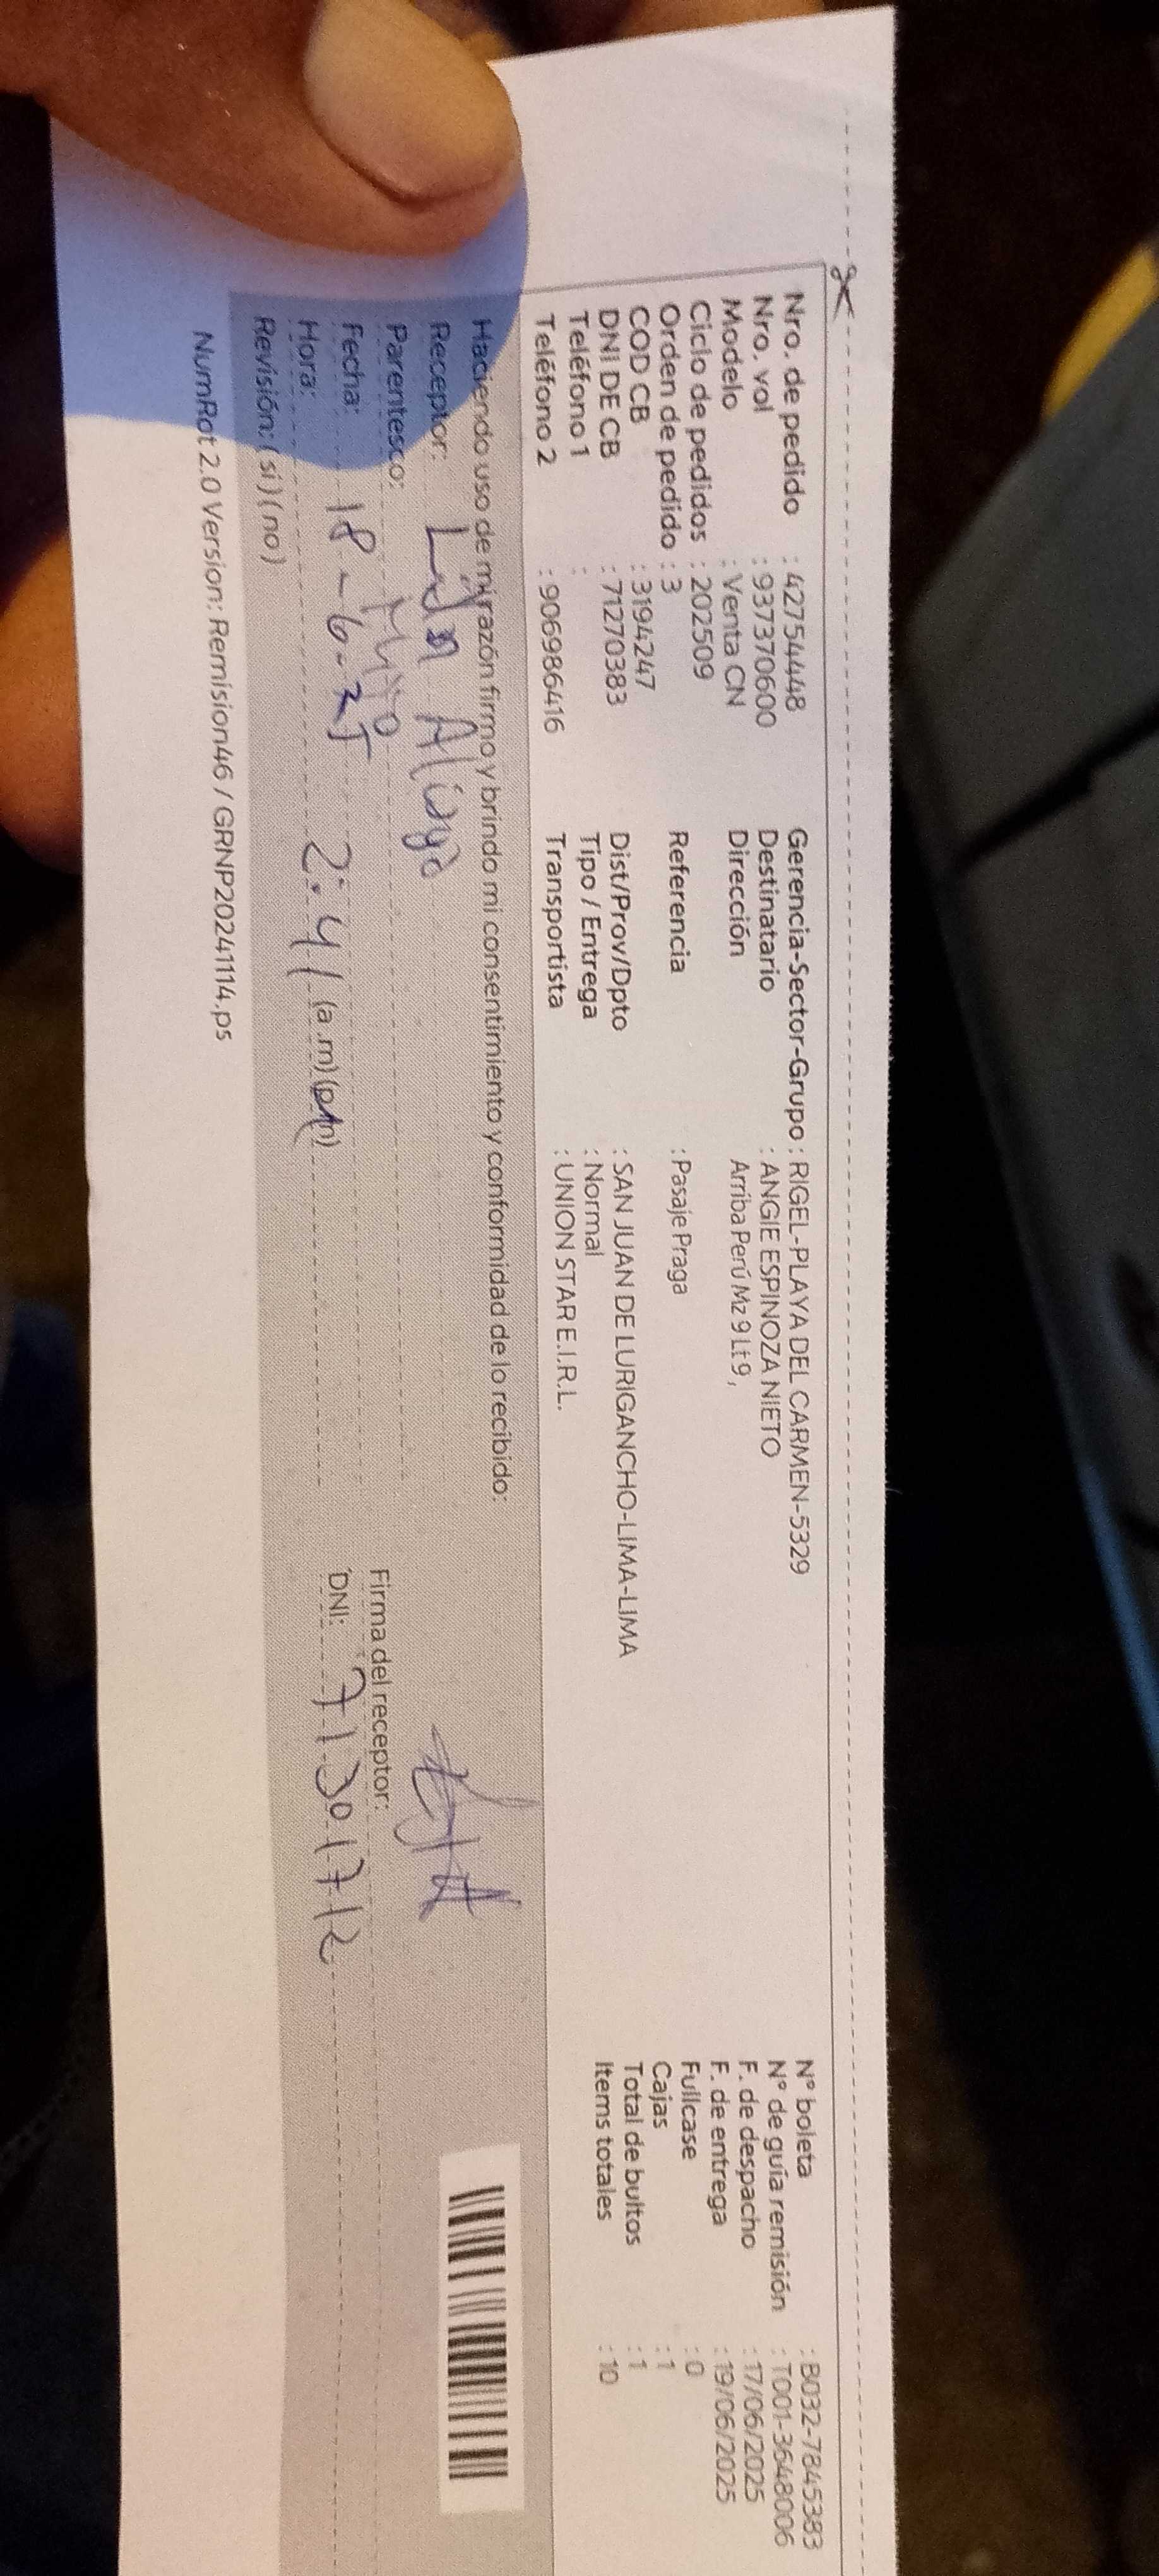 Nro. de pedido : 42754448
Nro. vol : 937370600
Modelo : Venta CN
Ciclo de pedidos : 202509
Orden de pedido : 3
COD CB : 3194247
DNI DE CB : 71270383
Teléfono 1 :
Teléfono 2 : 906986416
Gerencia-Sector-Grupo : RIGEL-PLAYA DEL CARMEN-5329
Destinatario : ANGIE ESPINOZA NIETO
Dirección : Arriba Perú Mz 9 Lt 9 ,
Referencia : Pasaje Praga
Dist/Prov/Dpto : SAN JUAN DE LURIGANCHO-LIMA-LIMA
Tipo / Entrega : Normal
Transportista : UNION STAR E.I.R.L.
N° boleta : B032-7845383
N° de guía remisión : T001-3648006
F. de despacho : 17/06/2025
F. de entrega : 19/06/2025
Fullcase : 0
Cajas : 1
Total de bultos : 1
Items totales : 10
Haciendo uso de mi razón firmo y brindo mi consentimiento y conformidad de lo recibido:
Receptor:
Parentesco:
Fecha: 18-6-25
Hora: 2:41 (a.m) (pm)
Revisión: (sí) (no)
Firma del receptor:
DNI: 71301712
NumRot 2.0 Version: Remision46 / GRNP20241114.ps